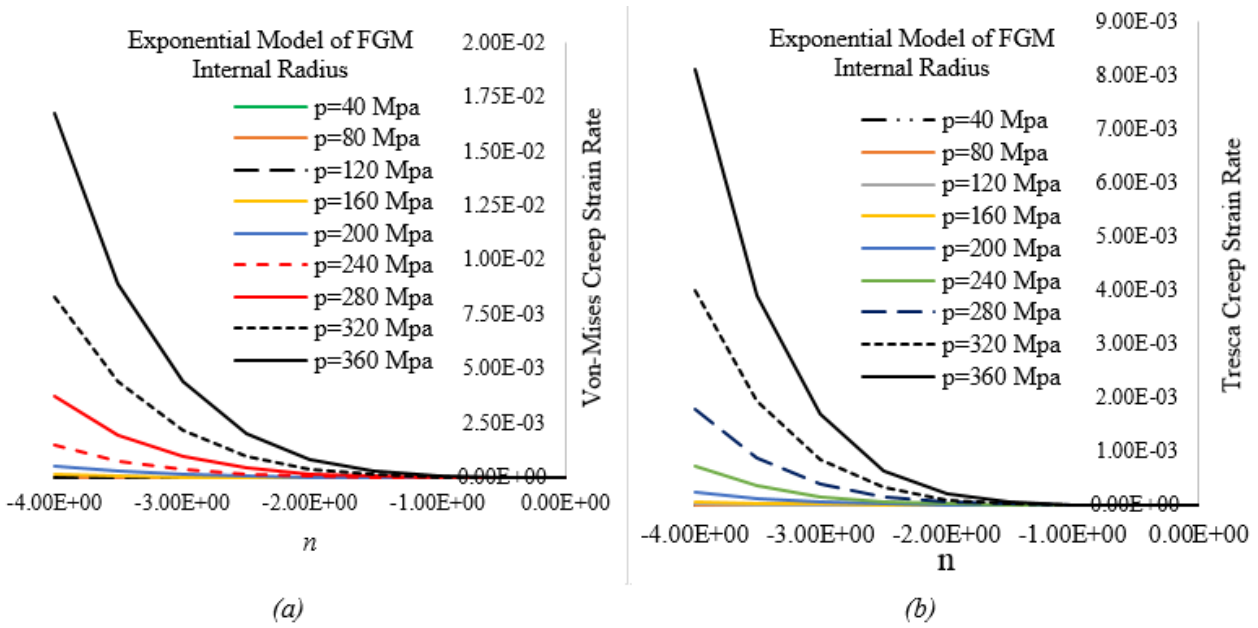 Exponential Model of FGM
Internal Radius
p=40 Mpa
p=80 Mpa
p=120 Mpa
p=160 Mpa
p=200 Mpa
p=240 Mpa
p=280 Mpa
p=320 Mpa
p=360 Mpa
2.00E-02
1.75E-02
1.50E-02
1.25E-02
1.00E-02
7.50E-03
5.00E-03
2.50E-03
0.00E+00
Von-Mises Creep Strain Rate
-4.00E+00 -3.00E+00 -2.00E+00 -1.00E+00 0.00E+00
n
(a)
Exponential Model of FGM
Internal Radius
p=40 Mpa
p=80 Mpa
p=120 Mpa
p=160 Mpa
p=200 Mpa
p=240 Mpa
p=280 Mpa
p=320 Mpa
p=360 Mpa
9.00E-03
8.00E-03
7.00E-03
6.00E-03
5.00E-03
4.00E-03
3.00E-03
2.00E-03
1.00E-03
0.00E+00
Tresca Creep Strain Rate
-4.00E+00 -3.00E+00 -2.00E+00 -1.00E+00 0.00E+00
n
(b)